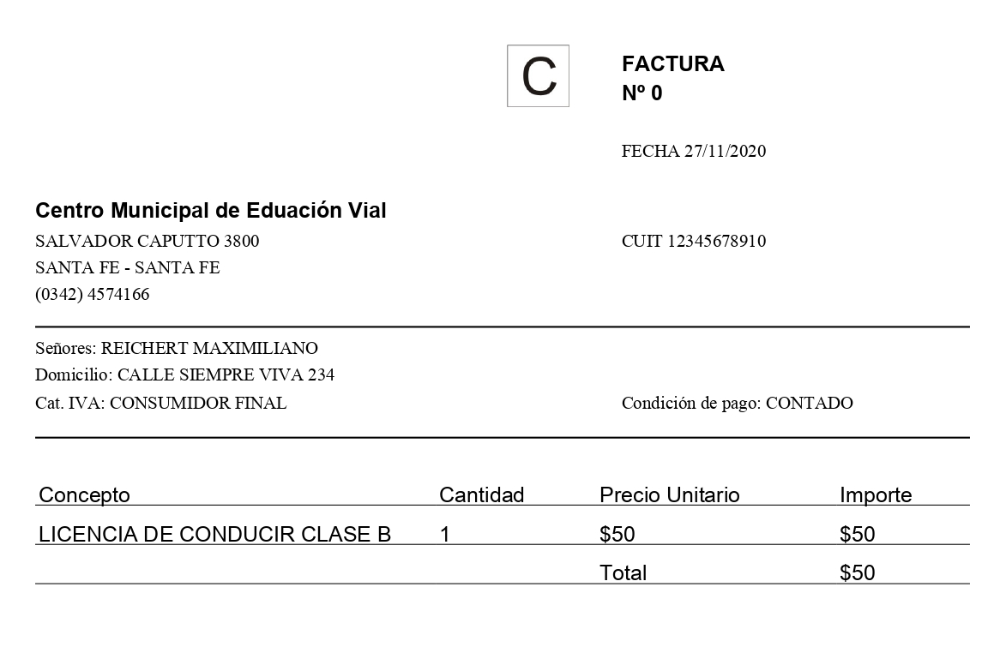 C
FACTURA
Nº 0
FECHA 27/11/2020
Centro Municipal de Eduación Vial
SALVADOR CAPUTTO 3800
CUIT 12345678910
SANTA FE - SANTA FE
(0342) 4574166
Señores: REICHERT MAXIMILIANO
Domicilio: CALLE SIEMPRE VIVA 234
Cat. IVA: CONSUMIDOR FINAL
Condición de pago: CONTADO
Concepto Cantidad Precio Unitario Importe
LICENCIA DE CONDUCIR CLASE B 1 $50 $50
Total $50